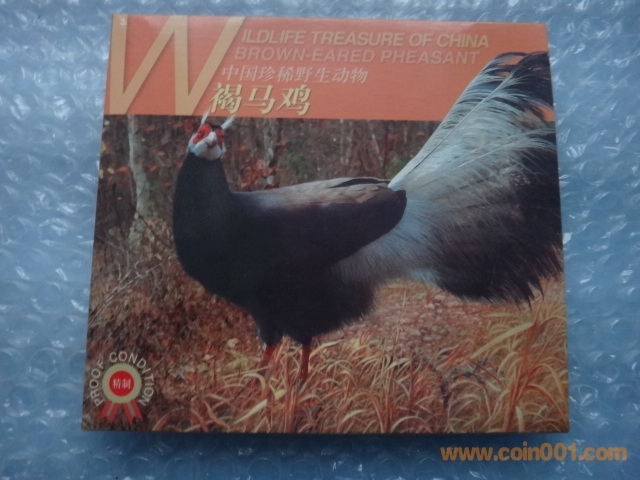 WILDLIFE TREASURE OF CHINA
BROWN-EARED PHEASANT
中国珍稀野生动物
褐马鸡
PROOF CONDITION
精制
www.coin001.com